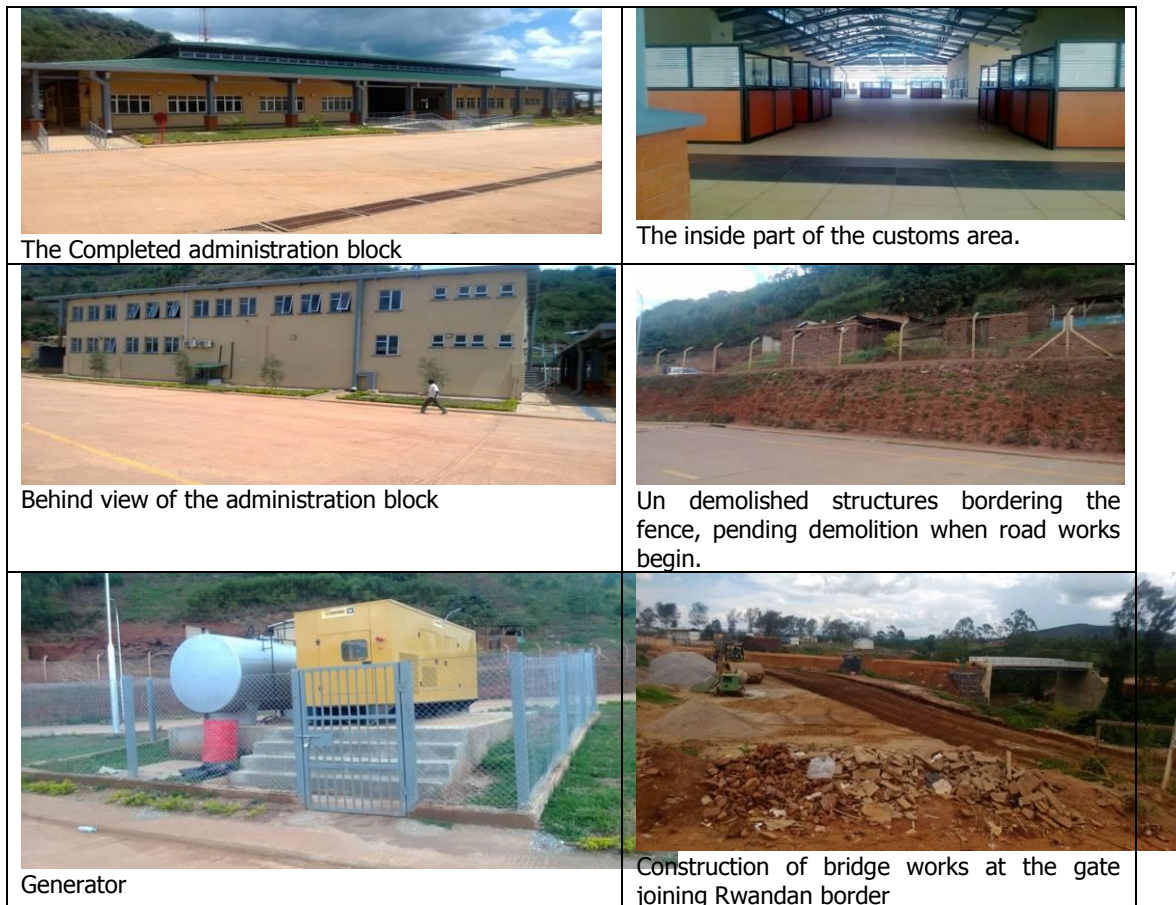 The Completed administration block
The inside part of the customs area.
Behind view of the administration block
Un demolished structures bordering the
fence, pending demolition when road works
begin.
Generator
Construction of bridge works at the gate
joining Rwandan border